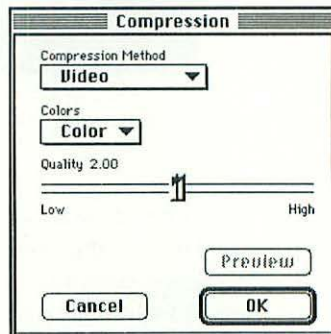 Compression
Compression Method
Video
Colors
Color
Quality 2.00
Low High
Preview
Cancel OK